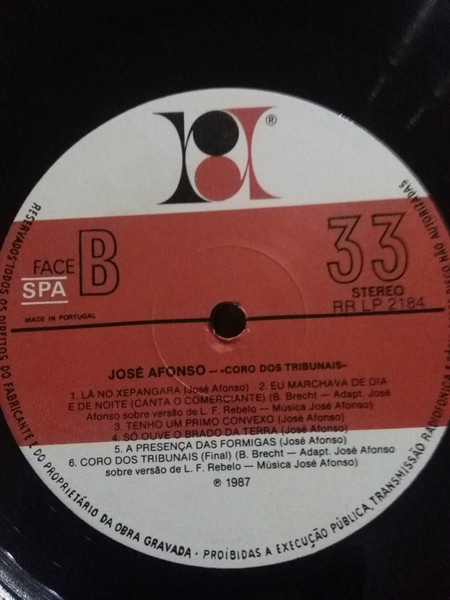 ®
FACE B
SPA
33
STEREO
RR LP 2184
MADE IN PORTUGAL
JOSÉ AFONSO — «CORO DOS TRIBUNAIS»
1. LÁ NO XEPANGARA (José Afonso) 2. EU MARCHAVA DE DIA
E DE NOITE (CANTA O COMERCIANTE) (B. Brecht — Adapt. José
Afonso sobre versão de L. F. Rebelo — Música José Afonso)
3. TENHO UM PRIMO CONVEXO (José Afonso)
4. SÓ OUVE O BRADO DA TERRA (José Afonso)
5. A PRESENÇA DAS FORMIGAS (José Afonso)
6. CORO DOS TRIBUNAIS (Final) (B. Brecht — Adapt. José Afonso
sobre versão de L. F. Rebelo — Música José Afonso)
℗ 1987
RESERVADOS TODOS OS DIREITOS DO FABRICANTE E DO PROPRIETÁRIO DA OBRA GRAVADA · PROIBIDAS A EXECUÇÃO PÚBLICA, TRANSMISSÃO RADIOFÓNICA NÃO AUTORIZADAS